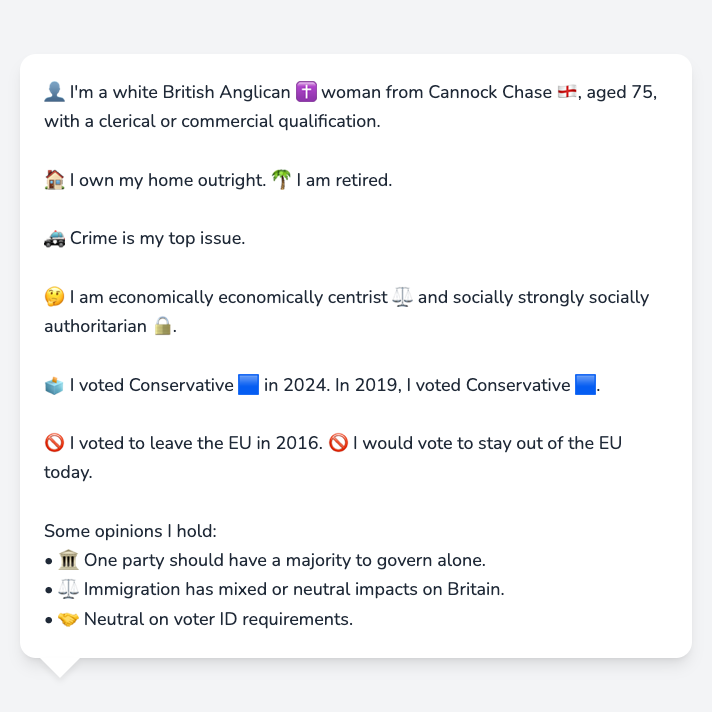 👤 I'm a white British Anglican ✝️ woman from Cannock Chase 🏴󠁧󠁢󠁥󠁮󠁧󠁿, aged 75,
with a clerical or commercial qualification.
🏠 I own my home outright. 🌴 I am retired.
🚓 Crime is my top issue.
🤔 I am economically economically centrist ⚖️ and socially strongly socially
authoritarian 🔒.
🗳️ I voted Conservative 🟦 in 2024. In 2019, I voted Conservative 🟦.
🚫 I voted to leave the EU in 2016. 🚫 I would vote to stay out of the EU
today.
Some opinions I hold:
• 🏛️ One party should have a majority to govern alone.
• ⚖️ Immigration has mixed or neutral impacts on Britain.
• 🤝 Neutral on voter ID requirements.